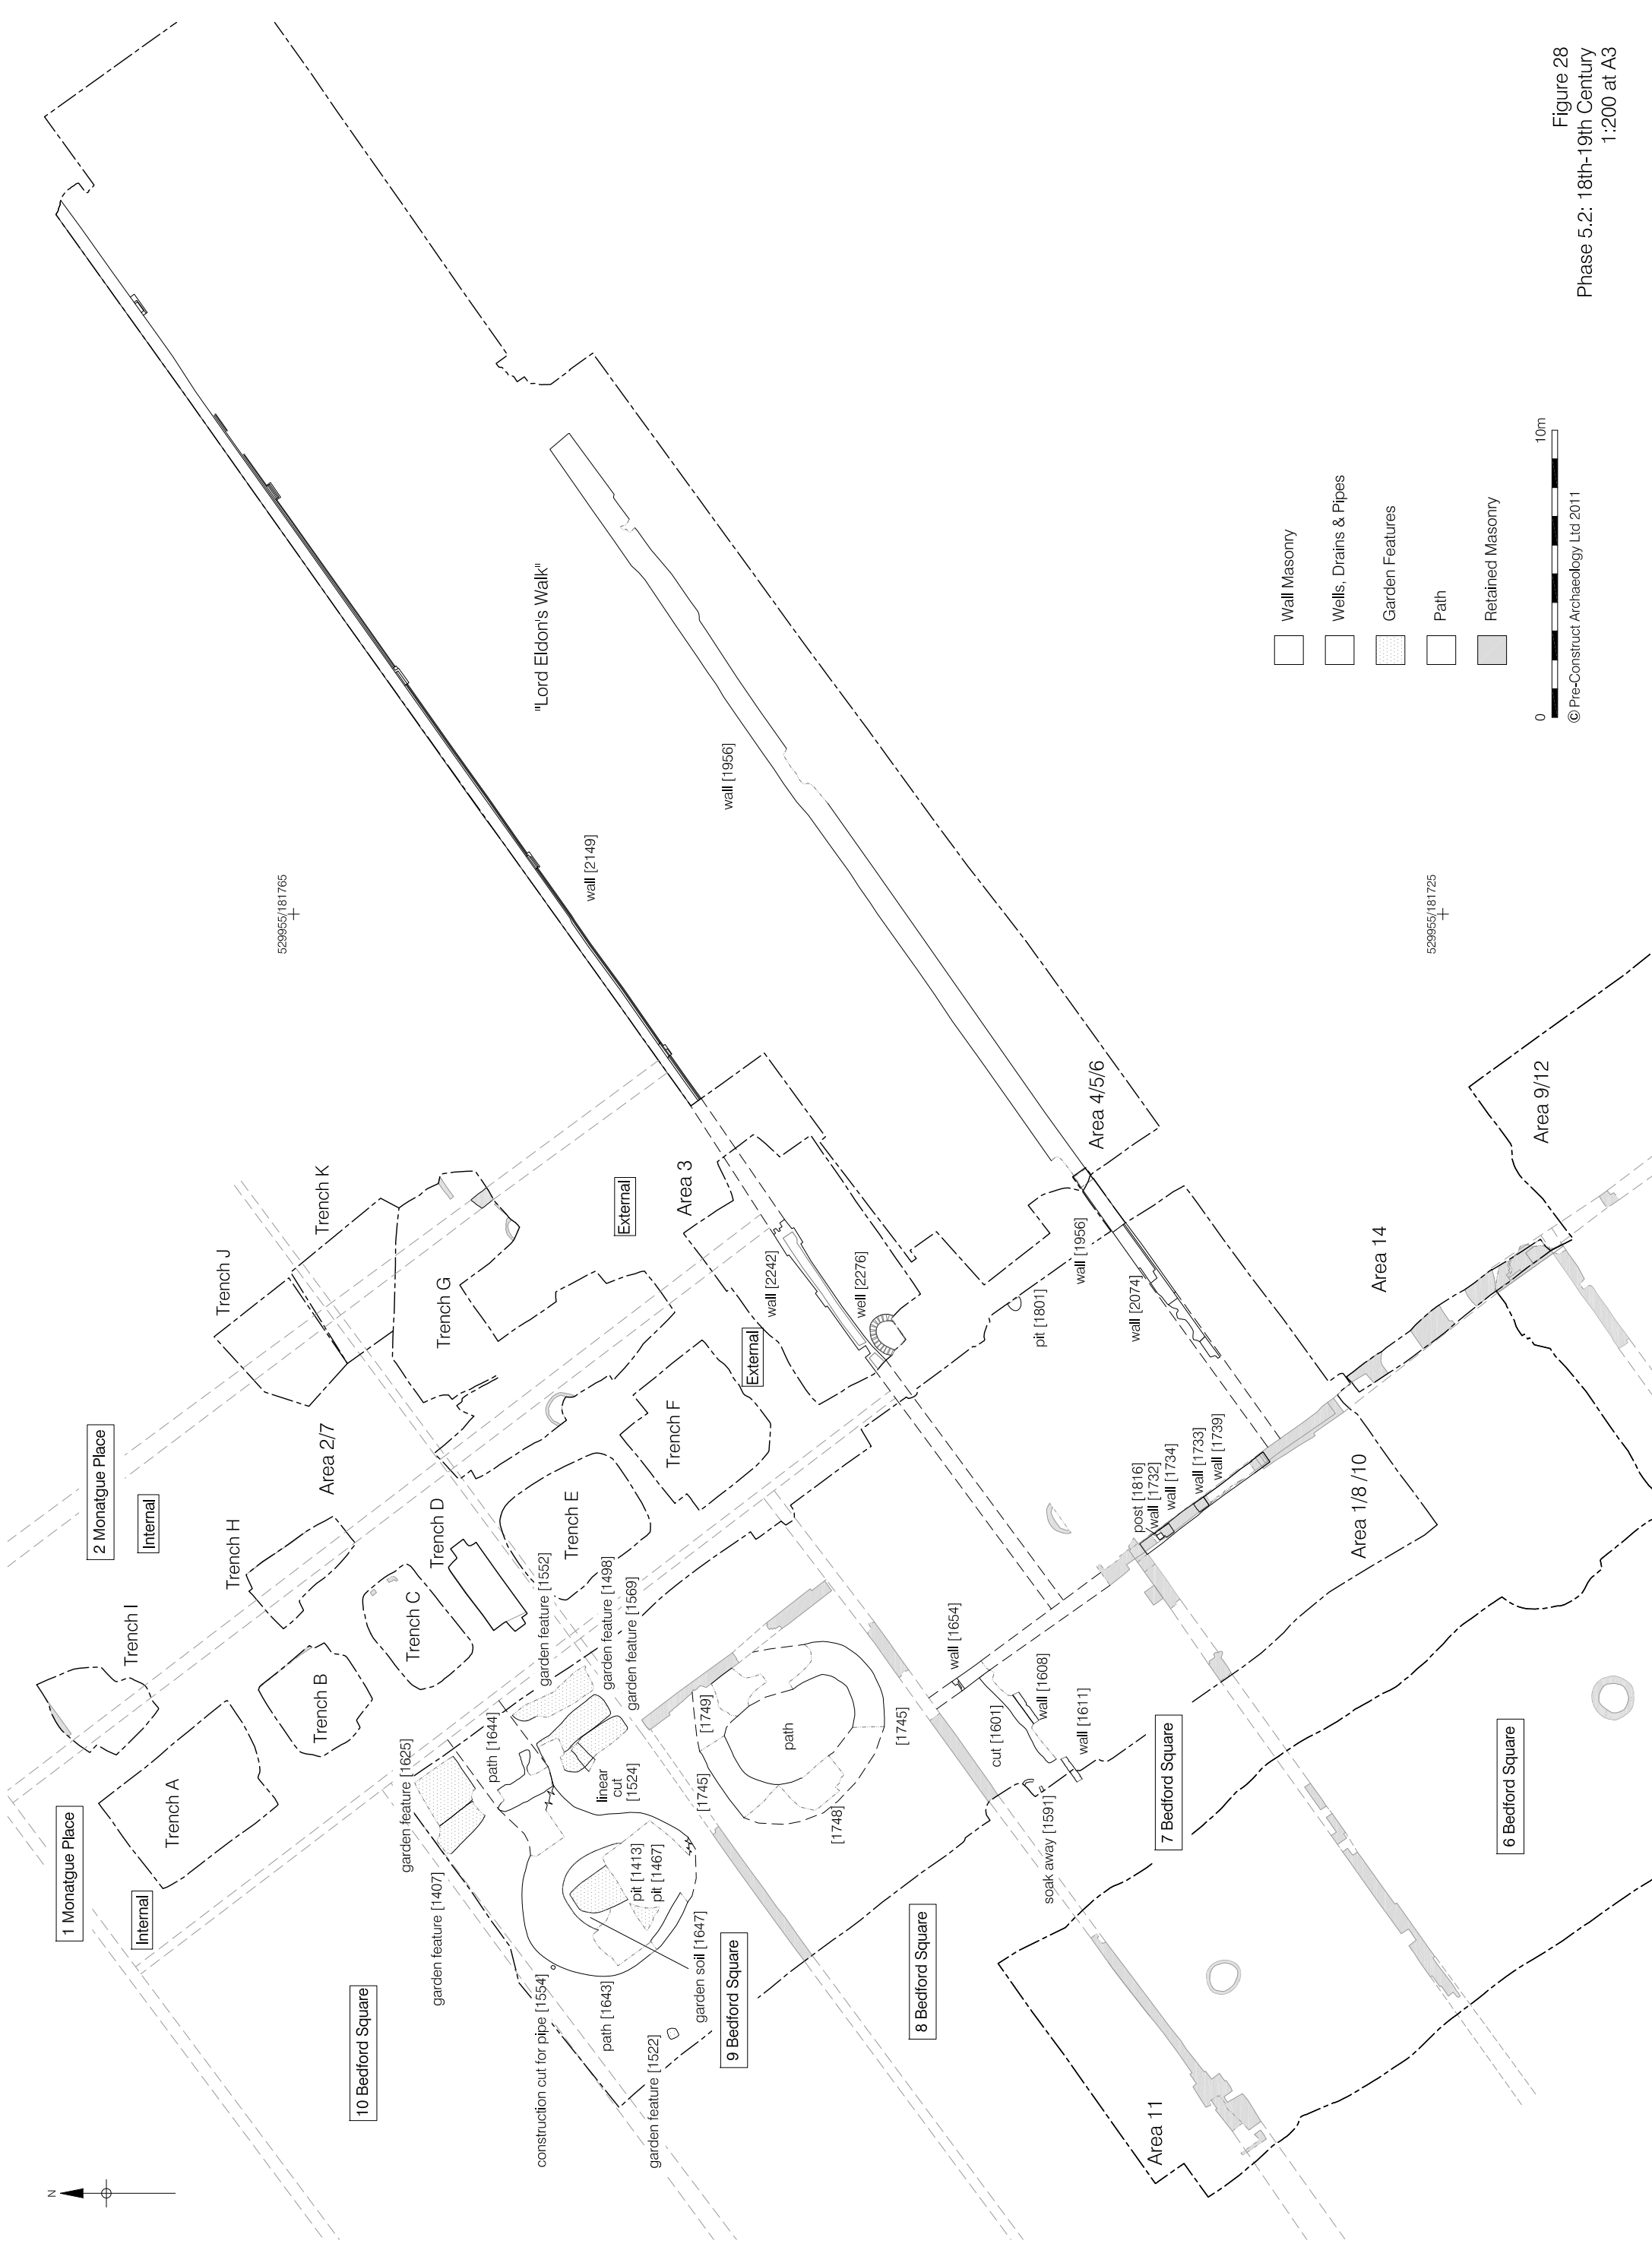 Figure 28
Phase 5.2: 18th-19th Century
1:200 at A3
N
1 Monatgue Place
Internal
2 Monatgue Place
Internal
Trench I
Trench A
Trench H
Trench B
Trench C
Trench D
Area 2/7
Trench J
Trench K
Trench G
Trench E
Trench F
External
Area 3
External
529955/181765
"Lord Eldon's Walk"
wall [2149]
wall [1956]
wall [2242]
well [2276]
10 Bedford Square
garden feature [1625]
garden feature [1407]
path [1644]
garden feature [1552]
garden feature [1498]
garden feature [1569]
linear
cut
[1524]
construction cut for pipe [1554]
path [1643]
garden feature [1522]
pit [1413]
pit [1467]
garden soil [1647]
9 Bedford Square
[1745]
[1749]
path
[1748]
[1745]
8 Bedford Square
wall [1654]
cut [1601]
wall [1608]
wall [1611]
soak away [1591]
pit [1801]
wall [1956]
wall [2074]
Area 4/5/6
post [1816]
wall [1732]
wall [1734]
wall [1733]
wall [1739]
7 Bedford Square
Area 11
Area 1/8 /10
Area 14
Area 9/12
6 Bedford Square
529955/181725
Wall Masonry
Wells, Drains & Pipes
Garden Features
Path
Retained Masonry
0
10m
© Pre-Construct Archaeology Ltd 2011